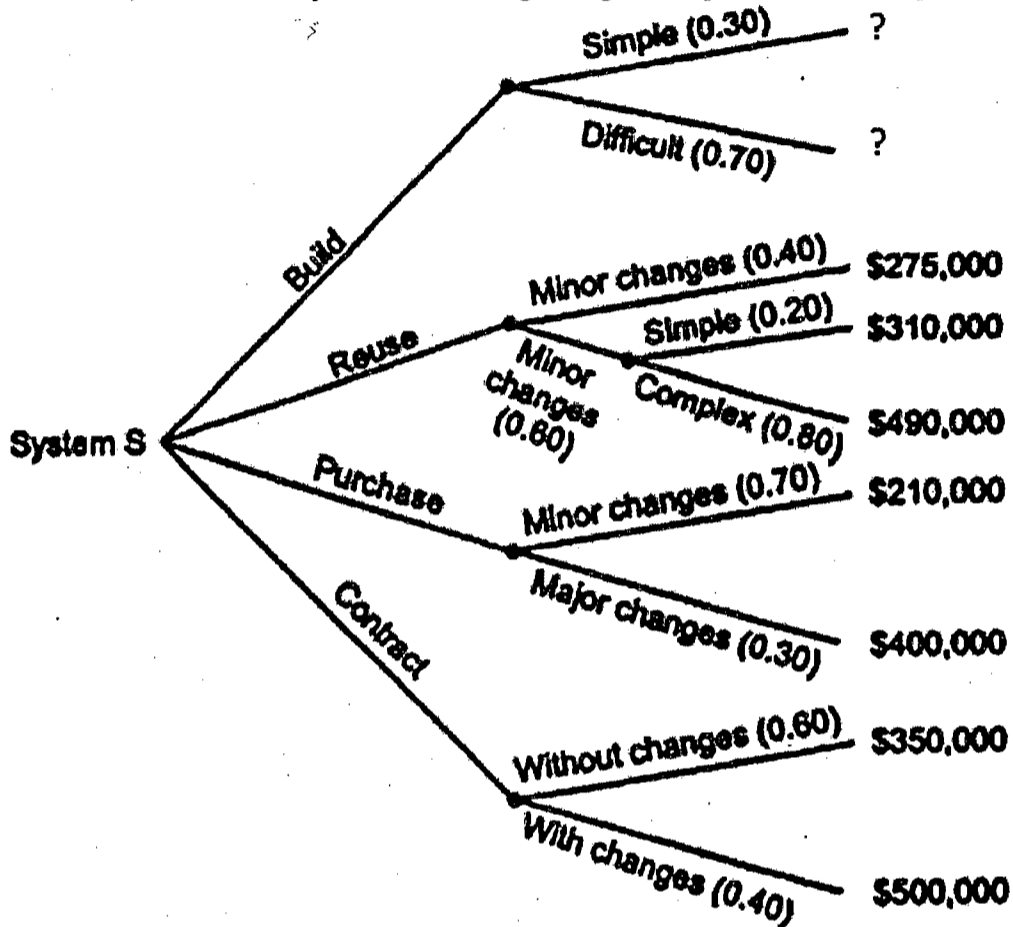 Simple (0.30) ?
Difficult (0.70) ?
Build
Minor changes (0.40) $275,000
Simple (0.20) $310,000
Reuse
Minor
changes
(0.60)
Complex (0.80) $490,000
System S
Purchase
Minor changes (0.70) $210,000
Major changes (0.30) $400,000
Contract
Without changes (0.60) $350,000
With changes (0.40) $500,000